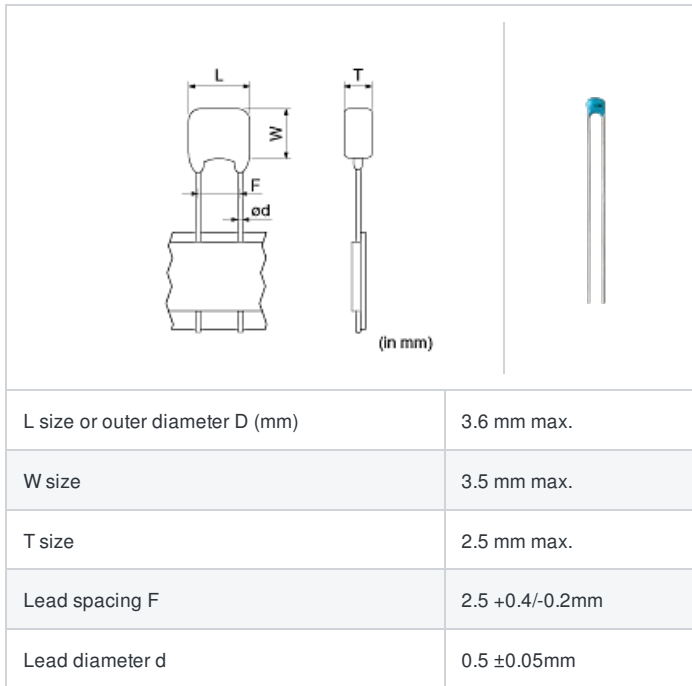 L
T
W
F
ød
(in mm)
L size or outer diameter D (mm) 3.6 mm max.
W size 3.5 mm max.
T size 2.5 mm max.
Lead spacing F 2.5 +0.4/-0.2mm
Lead diameter d 0.5 ±0.05mm